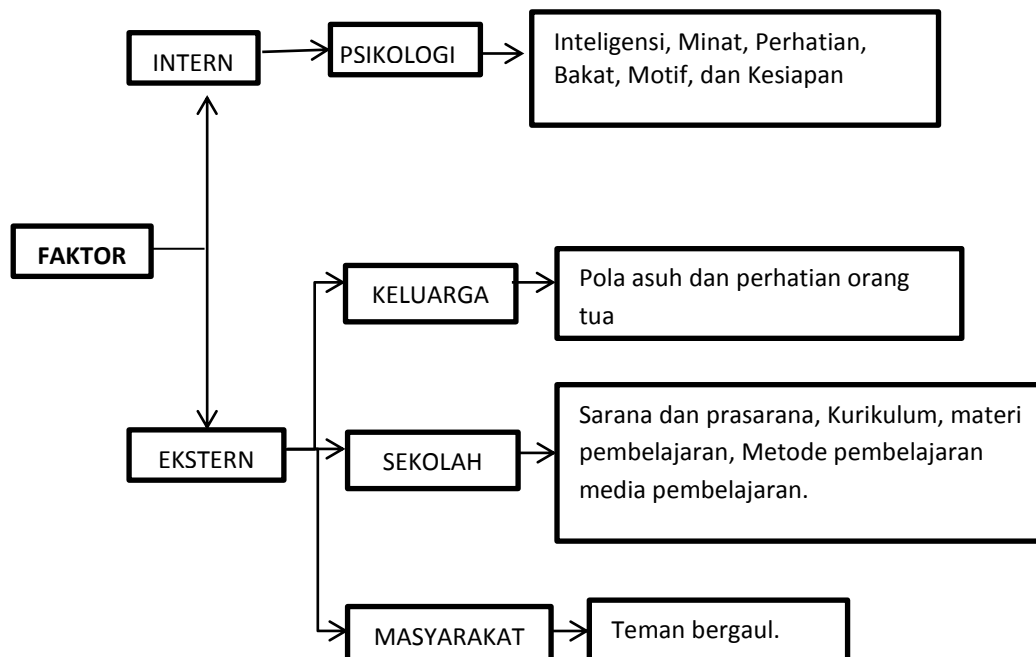 INTERN
PSIKOLOGI
Inteligensi, Minat, Perhatian,
Bakat, Motif, dan Kesiapan
FAKTOR
KELUARGA
Pola asuh dan perhatian orang
tua
EKSTERN
SEKOLAH
Sarana dan prasarana, Kurikulum, materi
pembelajaran, Metode pembelajaran
media pembelajaran.
MASYARAKAT
Teman bergaul.